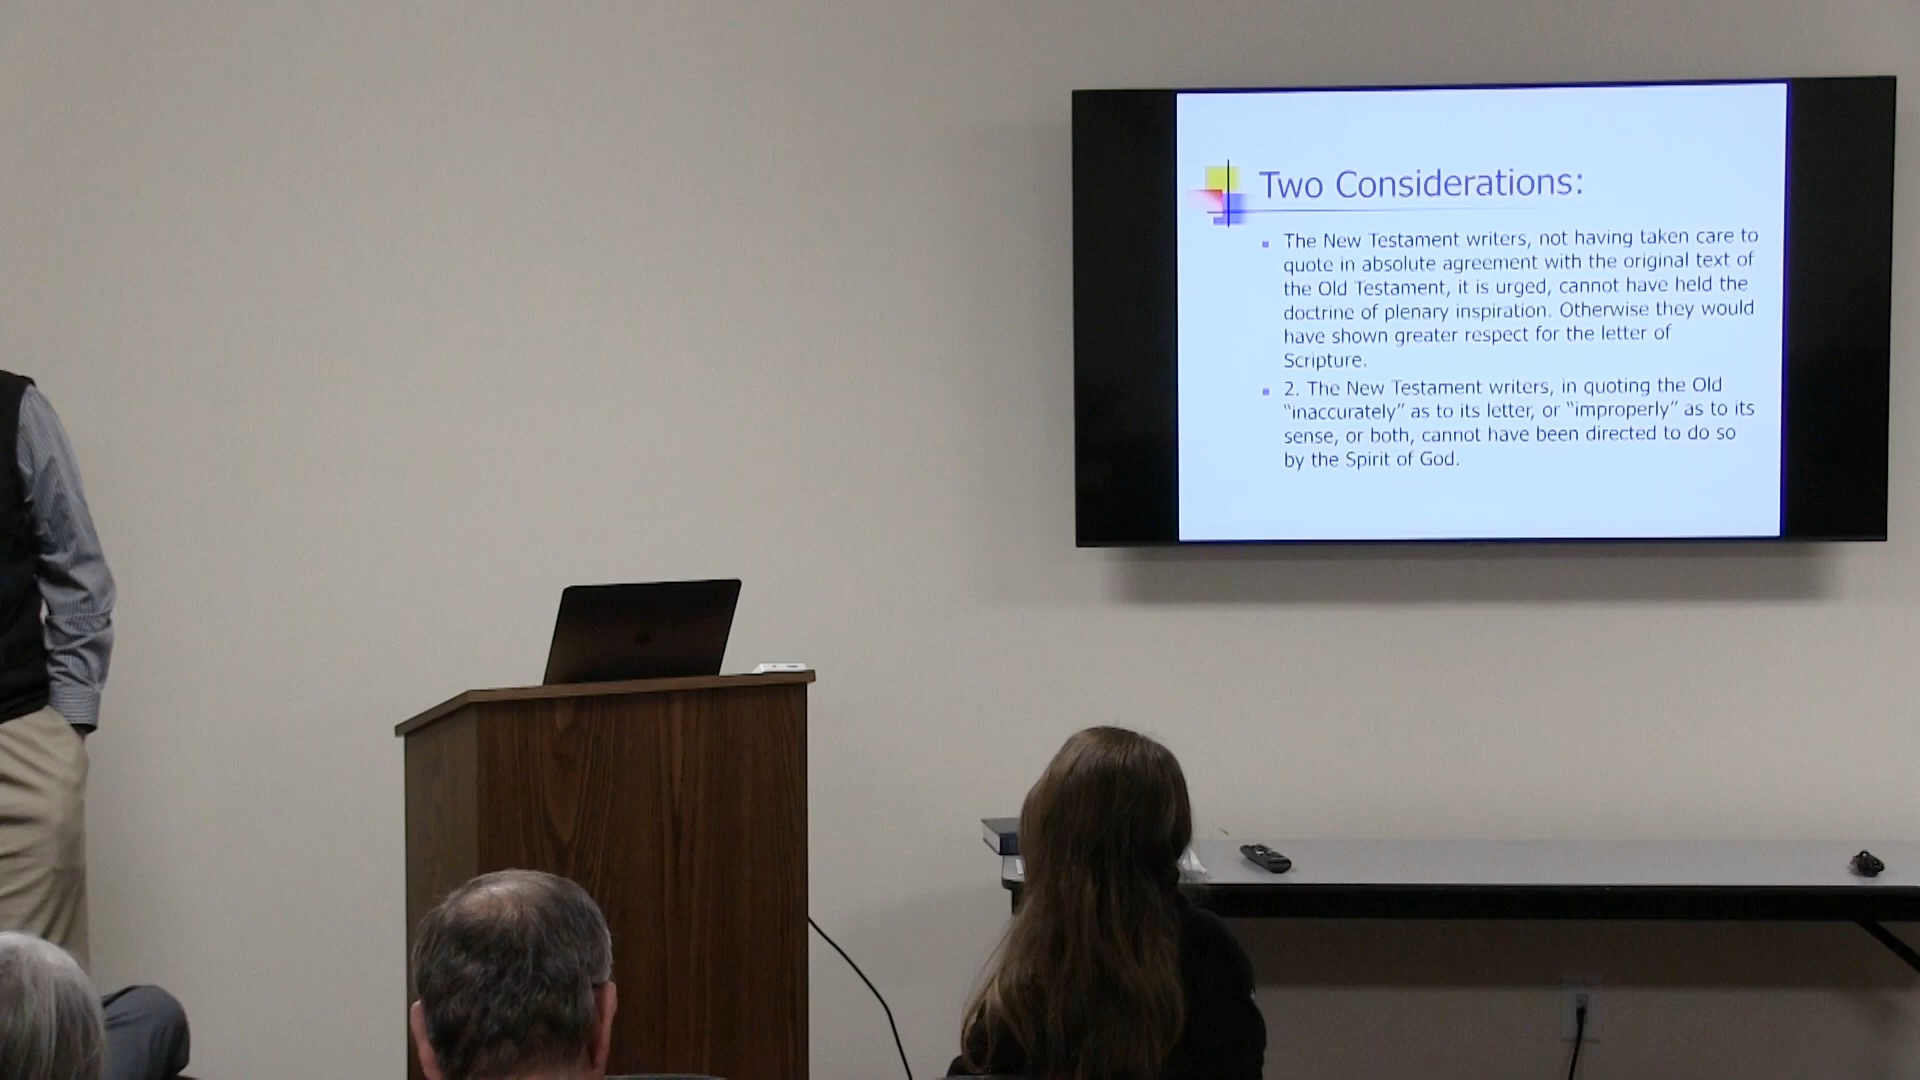 Two Considerations:
The New Testament writers, not having taken care to
quote in absolute agreement with the original text of
the Old Testament, it is urged, cannot have held the
doctrine of plenary inspiration. Otherwise they would
have shown greater respect for the letter of
Scripture.
2. The New Testament writers, in quoting the Old
“inaccurately” as to its letter, or “improperly” as to its
sense, or both, cannot have been directed to do so
by the Spirit of God.